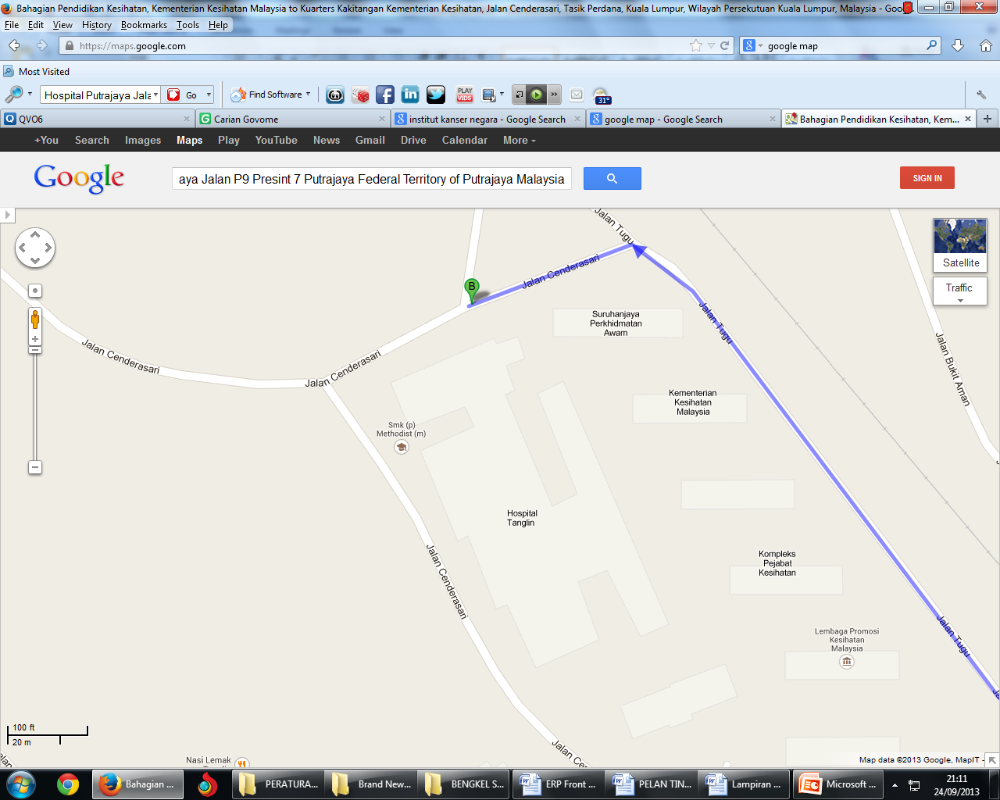 Bahagian Pendidikan Kesihatan, Kementerian Kesihatan Malaysia to Kuarters Kakitangan Kementerian Kesihatan, Jalan Cenderasari, Tasik Perdana, Kuala Lumpur, Wilayah Persekutuan Kuala Lumpur, Malaysia - Goo...
File Edit View History Bookmarks Tools Help
https://maps.google.com
google map
Most Visited
Hospital Putrajaya Jala
Go
Find Software
PLAY VIDS
31°
QVO6
Carian Govome
institut kanser negara - Google Search
google map - Google Search
Bahagian Pendidikan Kesihatan, Kem...
+You Search Images Maps Play YouTube News Gmail Drive Calendar More
Google
aya Jalan P9 Presint 7 Putrajaya Federal Territory of Putrajaya Malaysia
SIGN IN
Jalan Tugu
Satellite
Jalan Cenderasari
Traffic
B
Suruhanjaya
Perkhidmatan
Awam
Jalan Tugu
Jalan Bukit Aman
Jalan Cenderasari
Jalan Cenderasari
Kementerian
Kesihatan
Malaysia
Smk (p)
Methodist (m)
Hospital
Tanglin
Jalan Cenderasari
Kompleks
Pejabat
Kesihatan
Lembaga Promosi
Kesihatan
Malaysia
Jalan Tugu
100 ft
20 m
Nasi Lemak
Jalan Ce
Map data ©2013 Google, MapIT -
Bahagian ...
PERATURA...
Brand New...
BENGKEL S...
ERP Front ...
PELAN TIN...
Lampiran ...
Microsoft ...
21:11
24/09/2013